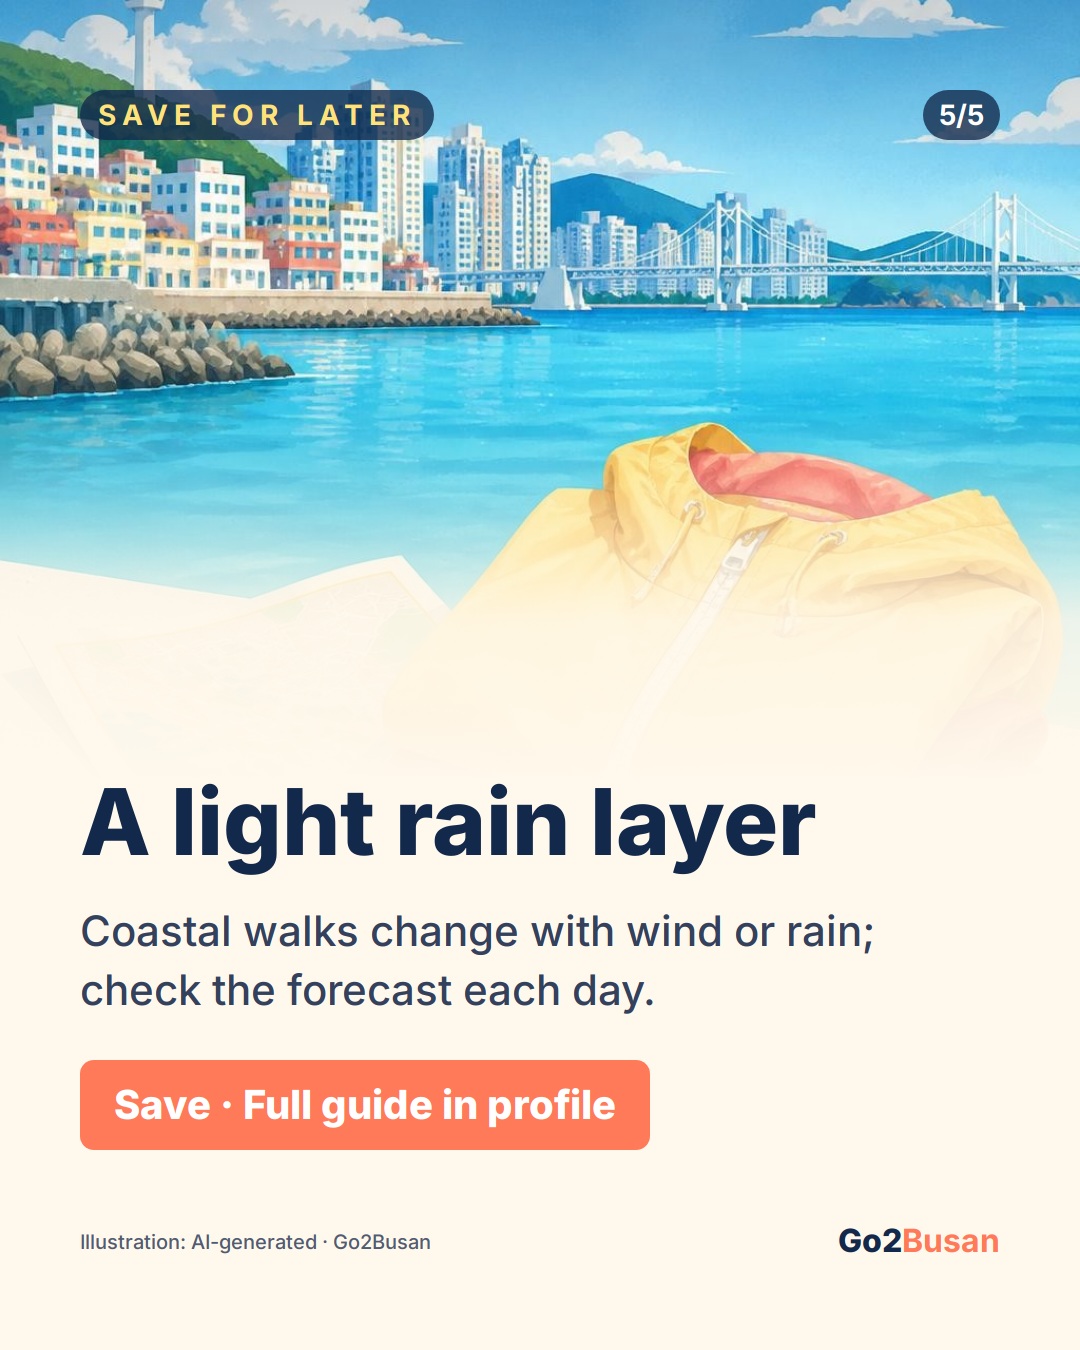 SAVE FOR LATER
5/5
A light rain layer
Coastal walks change with wind or rain;
check the forecast each day.
Save · Full guide in profile
Illustration: AI-generated · Go2Busan
Go2Busan